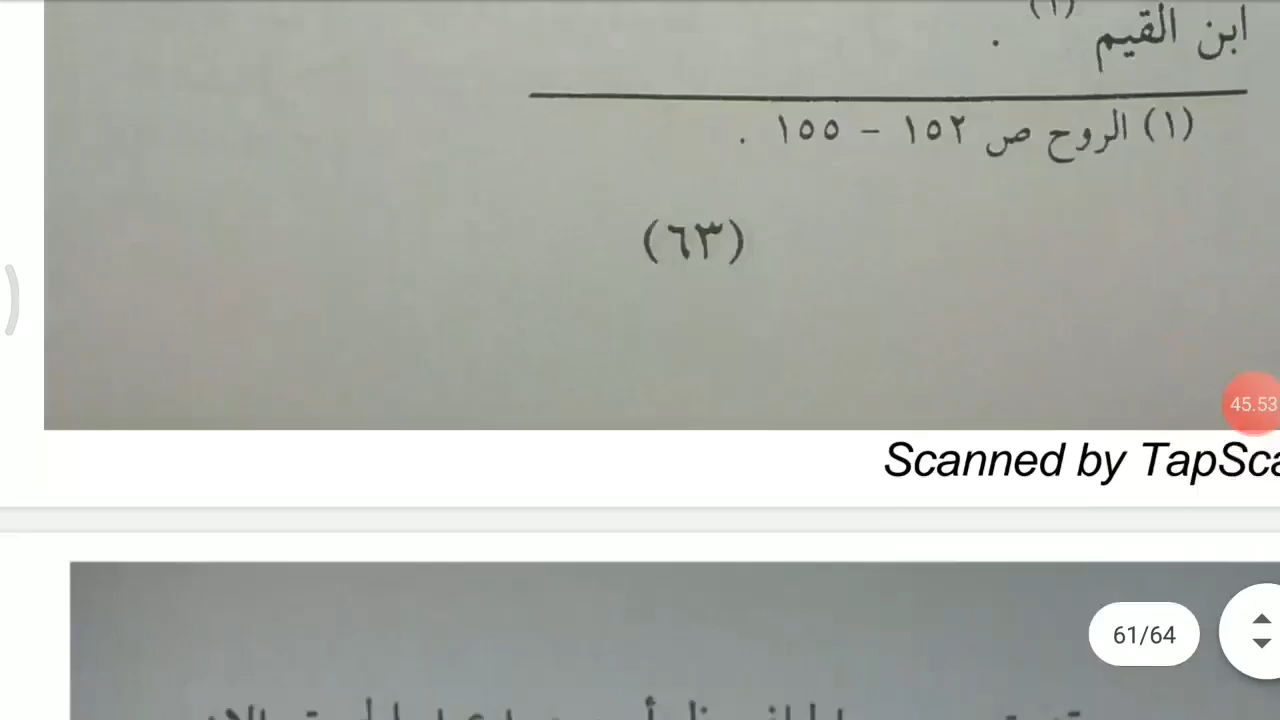 ابن القيم (١) .
(١) الروح ص ١٥٢ – ١٥٥ .
(٦٣)
45.53
Scanned by TapSca
61/64